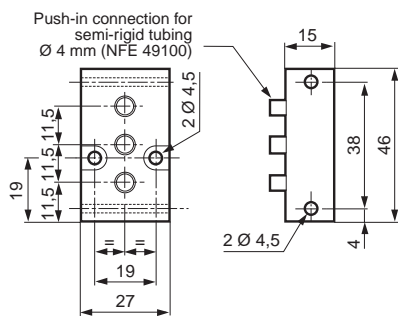 Push-in connection for
semi-rigid tubing
Ø 4 mm (NFE 49100)
15
2 Ø 4,5
11,5
11,5
11,5
19
38
46
= =
19
27
2 Ø 4,5
4